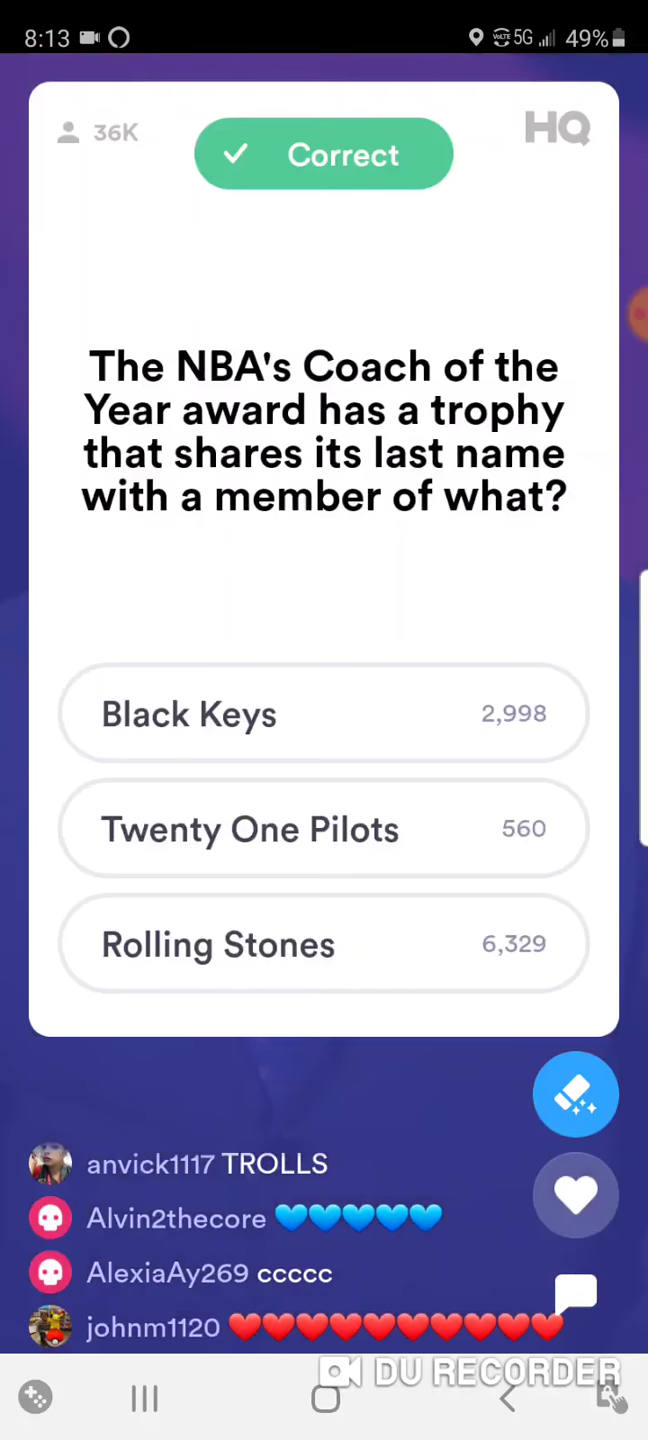 8:13
VoLTE 5G 49%
36K
Correct
HQ
The NBA's Coach of the
Year award has a trophy
that shares its last name
with a member of what?
Black Keys 2,998
Twenty One Pilots 560
Rolling Stones 6,329
anvick1117 TROLLS
Alvin2thecore 💙💙💙💙💙
AlexiaAy269 ccccc
johnm1120 ❤️❤️❤️❤️❤️❤️❤️❤️❤️❤️
DU RECORDER